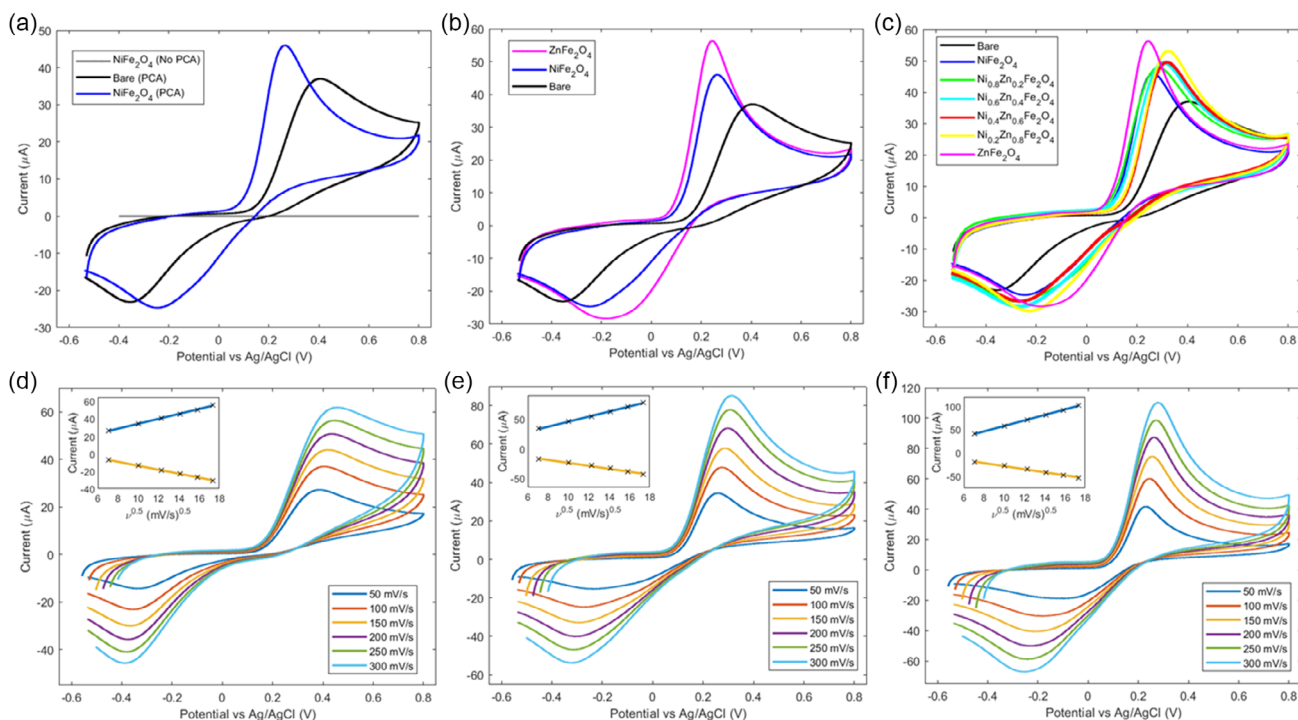 (a)
50
40
30
20
10
0
-10
-20
-30
Current (μA)
NiFe2O4 (No PCA)
Bare (PCA)
NiFe2O4 (PCA)
-0.6 -0.4 -0.2 0 0.2 0.4 0.6 0.8
Potential vs Ag/AgCl (V)
(b)
60
50
40
30
20
10
0
-10
-20
-30
Current (μA)
ZnFe2O4
NiFe2O4
Bare
-0.6 -0.4 -0.2 0 0.2 0.4 0.6 0.8
Potential vs Ag/AgCl (V)
(c)
60
50
40
30
20
10
0
-10
-20
-30
Current (μA)
Bare
NiFe2O4
Ni0.8Zn0.2Fe2O4
Ni0.6Zn0.4Fe2O4
Ni0.4Zn0.6Fe2O4
Ni0.2Zn0.8Fe2O4
ZnFe2O4
-0.6 -0.4 -0.2 0 0.2 0.4 0.6 0.8
Potential vs Ag/AgCl (V)
(d)
60
40
20
0
-20
-40
Current (μA)
60
40
20
0
-20
-40
Current (μA)
6 8 10 12 14 16 18
ν^0.5 (mV/s)^0.5
50 mV/s
100 mV/s
150 mV/s
200 mV/s
250 mV/s
300 mV/s
-0.6 -0.4 -0.2 0 0.2 0.4 0.6 0.8
Potential vs Ag/AgCl (V)
(e)
80
60
40
20
0
-20
-40
-60
Current (μA)
50
0
-50
Current (μA)
6 8 10 12 14 16 18
ν^0.5 (mV/s)^0.5
50 mV/s
100 mV/s
150 mV/s
200 mV/s
250 mV/s
300 mV/s
-0.6 -0.4 -0.2 0 0.2 0.4 0.6 0.8
Potential vs Ag/AgCl (V)
(f)
120
100
80
60
40
20
0
-20
-40
-60
Current (μA)
100
50
0
-50
Current (μA)
6 8 10 12 14 16 18
ν^0.5 (mV/s)^0.5
50 mV/s
100 mV/s
150 mV/s
200 mV/s
250 mV/s
300 mV/s
-0.6 -0.4 -0.2 0 0.2 0.4 0.6 0.8
Potential vs Ag/AgCl (V)